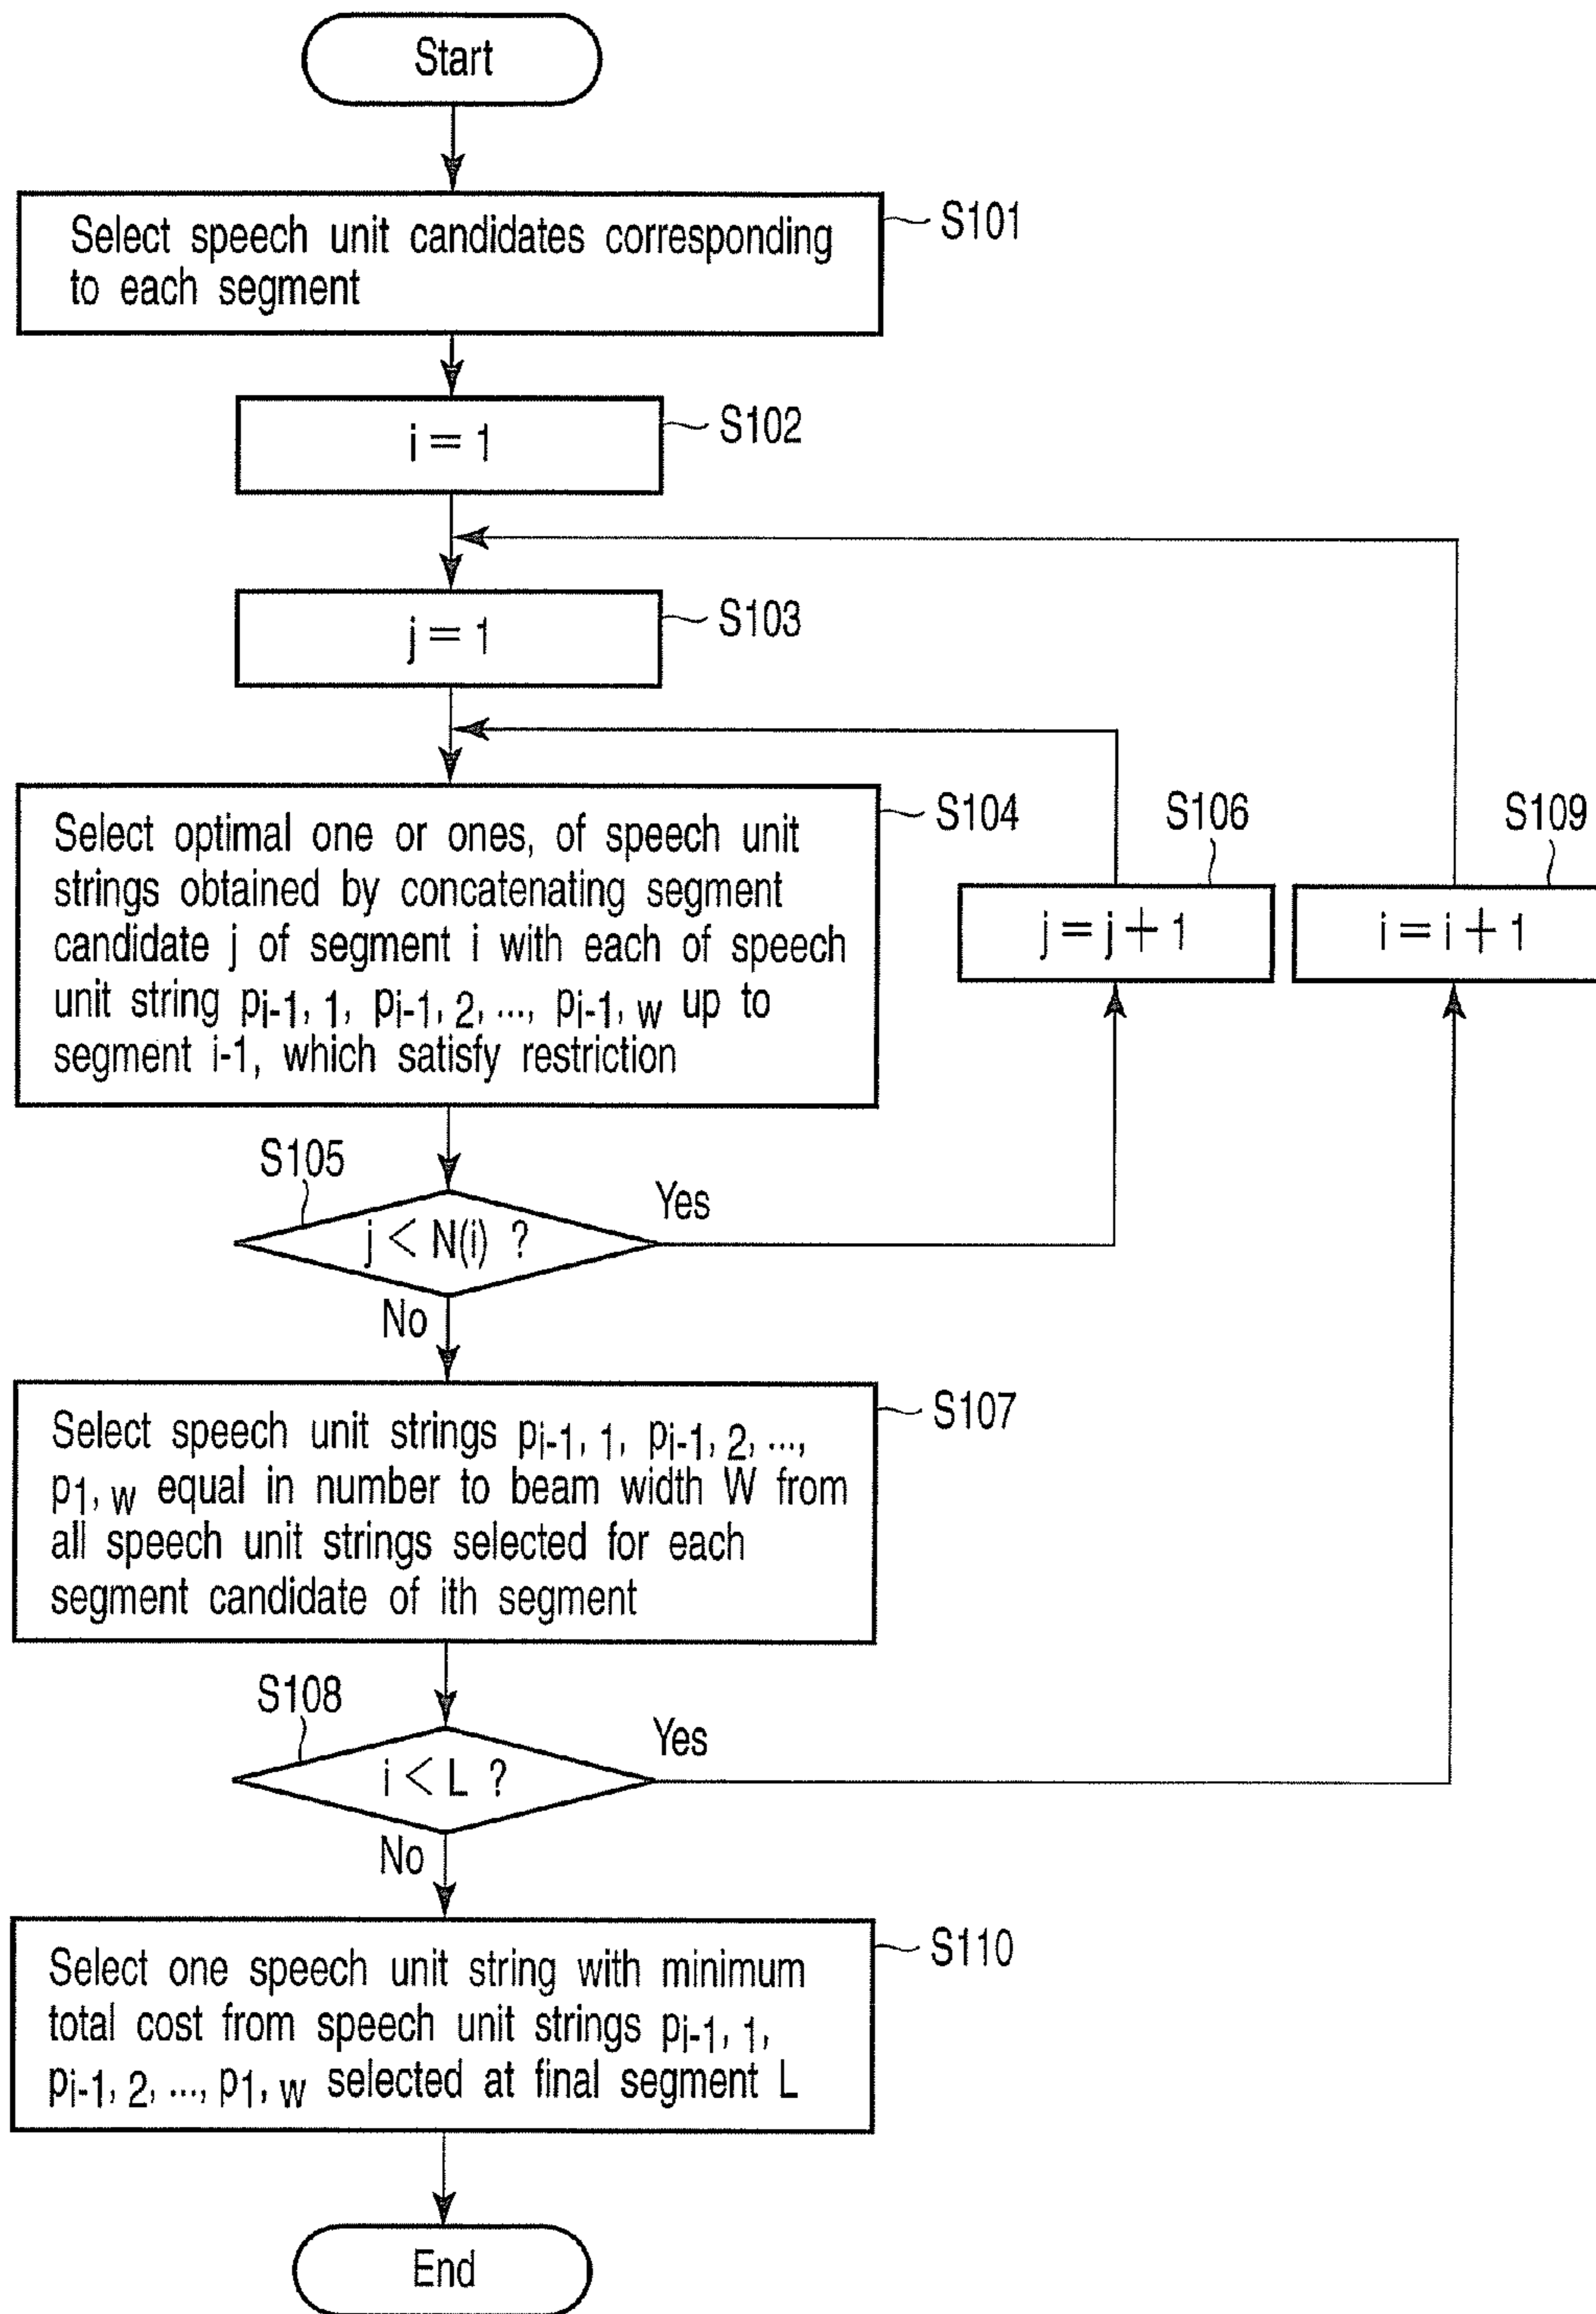 Start
Select speech unit candidates corresponding
to each segment
S101
i = 1
S102
j = 1
S103
Select optimal one or ones, of speech unit
strings obtained by concatenating segment
candidate j of segment i with each of speech
unit string pi-1, 1, pi-1, 2, ..., pi-1, w up to
segment i-1, which satisfy restriction
S104
S106
j = j + 1
S109
i = i + 1
S105
j < N(i) ?
Yes
No
Select speech unit strings pi-1, 1, pi-1, 2, ...,
p1, w equal in number to beam width W from
all speech unit strings selected for each
segment candidate of ith segment
S107
S108
i < L ?
Yes
No
Select one speech unit string with minimum
total cost from speech unit strings pi-1, 1,
pi-1, 2, ..., p1, w selected at final segment L
S110
End